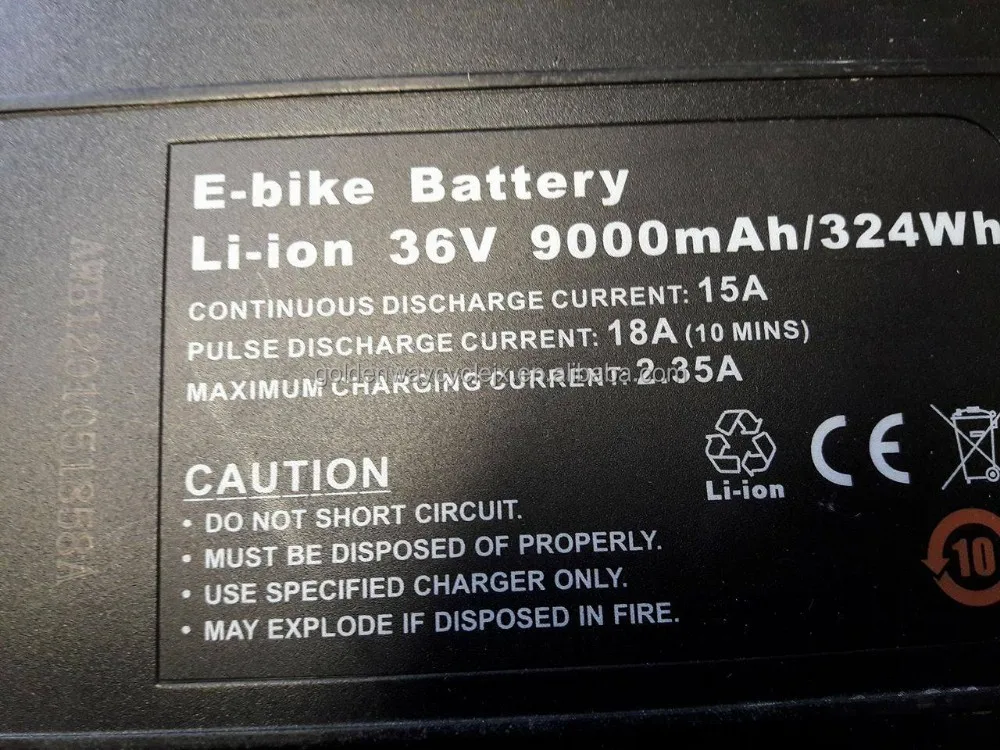 E-bike Battery
Li-ion 36V 9000mAh/324Wh
CONTINUOUS DISCHARGE CURRENT: 15A
PULSE DISCHARGE CURRENT: 18A (10 MINS)
MAXIMUM CHARGING CURRENT: 2.35A
CAUTION
• DO NOT SHORT CIRCUIT.
• MUST BE DISPOSED OF PROPERLY.
• USE SPECIFIED CHARGER ONLY.
• MAY EXPLODE IF DISPOSED IN FIRE.
Li-ion
CE
10